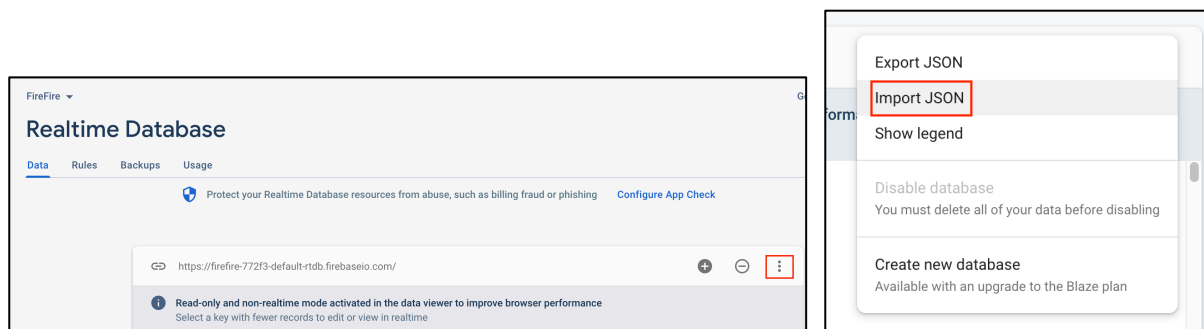 FireFire
Realtime Database
Data Rules Backups Usage
Protect your Realtime Database resources from abuse, such as billing fraud or phishing Configure App Check
https://firefire-772f3-default-rtdb.firebaseio.com/
Read-only and non-realtime mode activated in the data viewer to improve browser performance
Select a key with fewer records to edit or view in realtime
Export JSON
Import JSON
Show legend
Disable database
You must delete all of your data before disabling
Create new database
Available with an upgrade to the Blaze plan